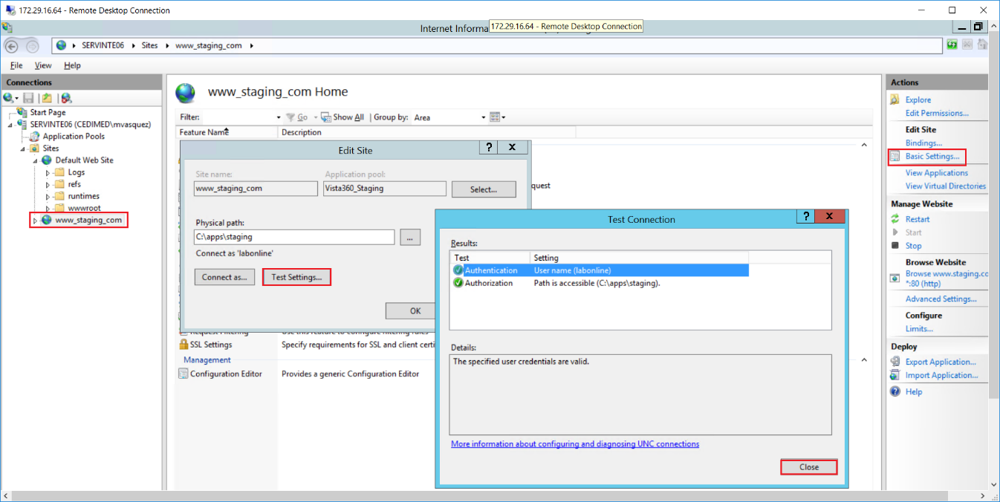 172.29.16.64 - Remote Desktop Connection
Internet Informa
172.29.16.64 - Remote Desktop Connection
SERVINTE06 Sites www_staging_com
File View Help
Connections
Start Page
SERVINTE06 (CEDIMED\mvasquez)
Application Pools
Sites
Default Web Site
Logs
refs
runtimes
wwwroot
www_staging_com
www_staging_com Home
Filter: Go Show All Group by: Area
Feature Name Description
Edit Site
Site name: Application pool:
www_staging_com Vista360_Staging Select...
quest
Physical path:
C:\apps\staging ...
Connect as 'labonline'
Connect as... Test Settings...
OK
Request Filtering Use this feature to configure filtering rules
SSL Settings Specify requirements for SSL and client certi
Management
Configuration Editor Provides a generic Configuration Editor
Test Connection
Results:
Test Setting
Authentication User name (labonline)
Authorization Path is accessible (C:\apps\staging).
Details:
The specified user credentials are valid.
More information about configuring and diagnosing UNC connections
Close
Actions
Explore
Edit Permissions...
Edit Site
Bindings...
Basic Settings...
View Applications
View Virtual Directories
Manage Website
Restart
Start
Stop
Browse Website
Browse www.staging.co
*:80 (http)
Advanced Settings...
Configure
Limits...
Deploy
Export Application...
Import Application...
Help